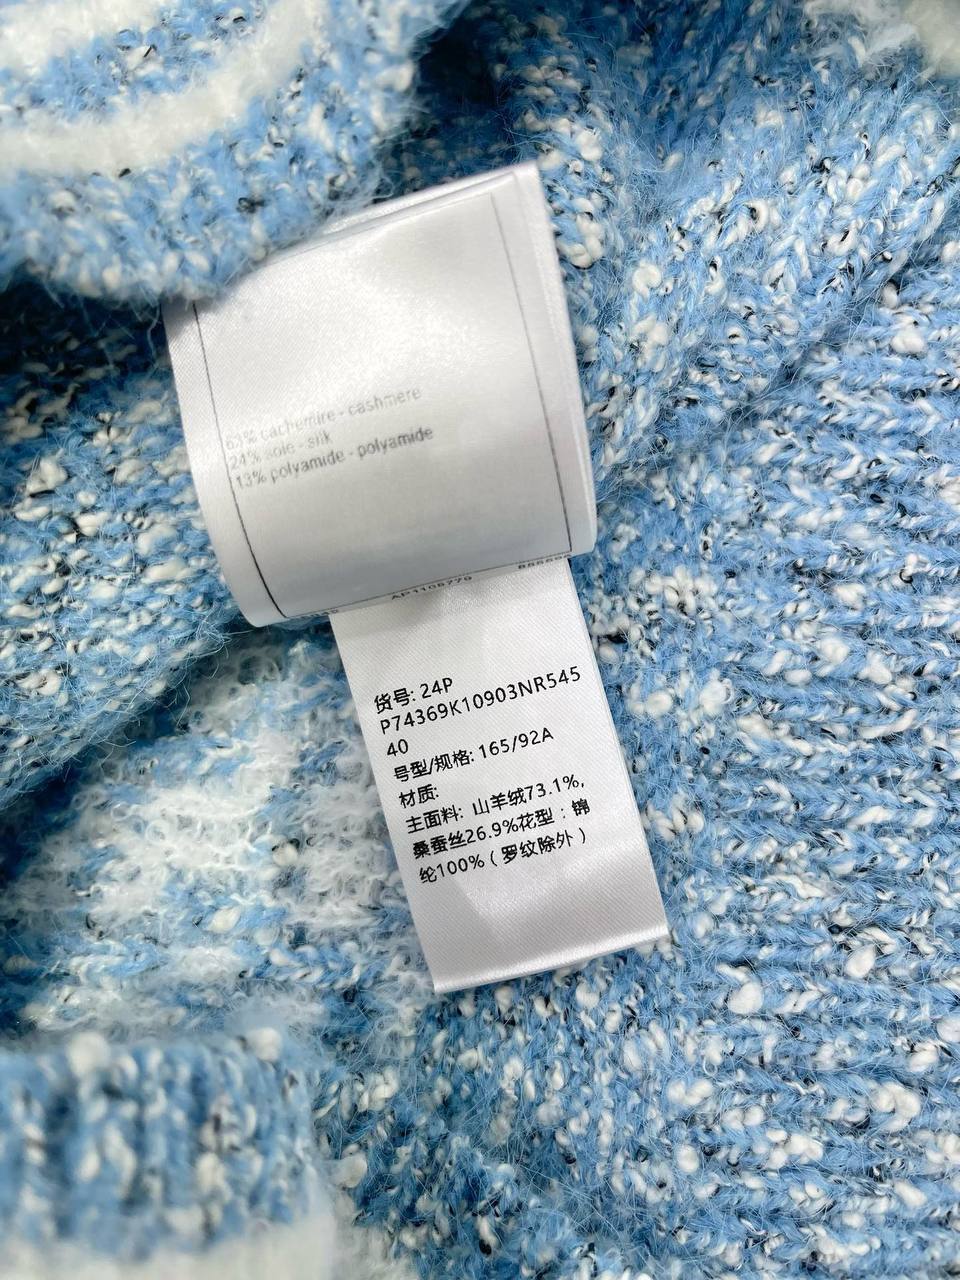 63% cachemire - cashmere
24% soie - silk
13% polyamide - polyamide
AP1108779
货号: 24P
P74369K10903NR545
40
号型/规格: 165/92A
材质:
主面料: 山羊绒73.1%,
桑蚕丝26.9%花型：锦
纶100%（罗纹除外）